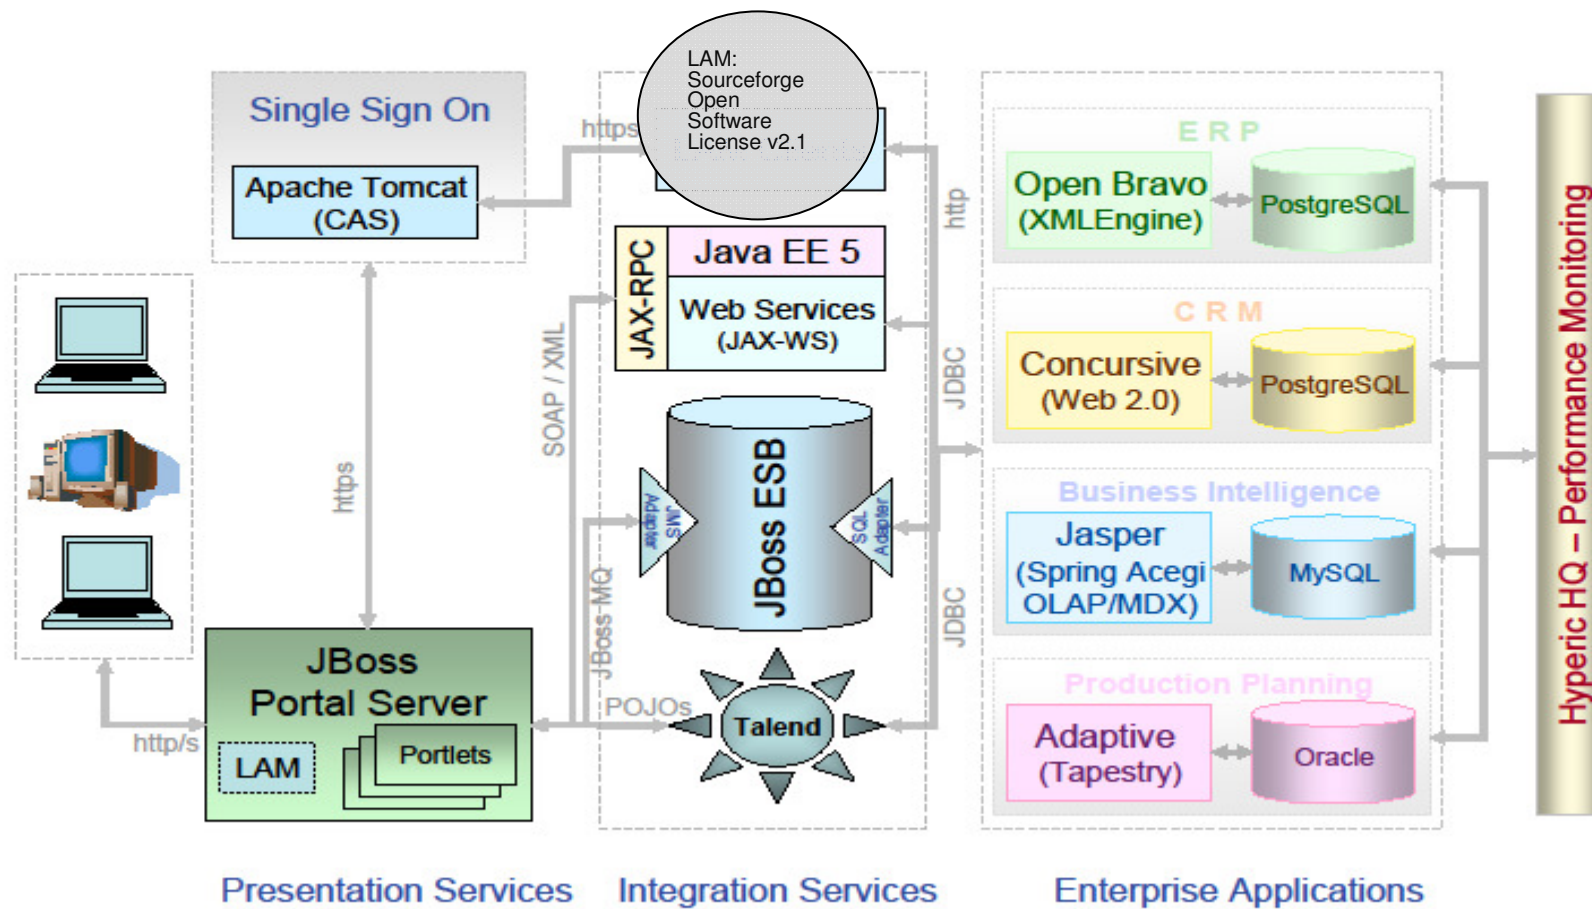 LAM:
Sourceforge
Open
Software
License v2.1
Single Sign On
Apache Tomcat
(CAS)
https
https
http/s
JBoss
Portal Server
LAM
Portlets
SOAP / XML
JBoss-MQ
POJOs
JAX-RPC
Java EE 5
Web Services
(JAX-WS)
JBoss ESB
JMS
Adapter
SQL
Adapter
Talend
http
JDBC
JDBC
ERP
Open Bravo
(XMLEngine)
PostgreSQL
CRM
Concursive
(Web 2.0)
PostgreSQL
Business Intelligence
Jasper
(Spring Acegi
OLAP/MDX)
MySQL
Production Planning
Adaptive
(Tapestry)
Oracle
Hyperic HQ – Performance Monitoring
Presentation Services
Integration Services
Enterprise Applications